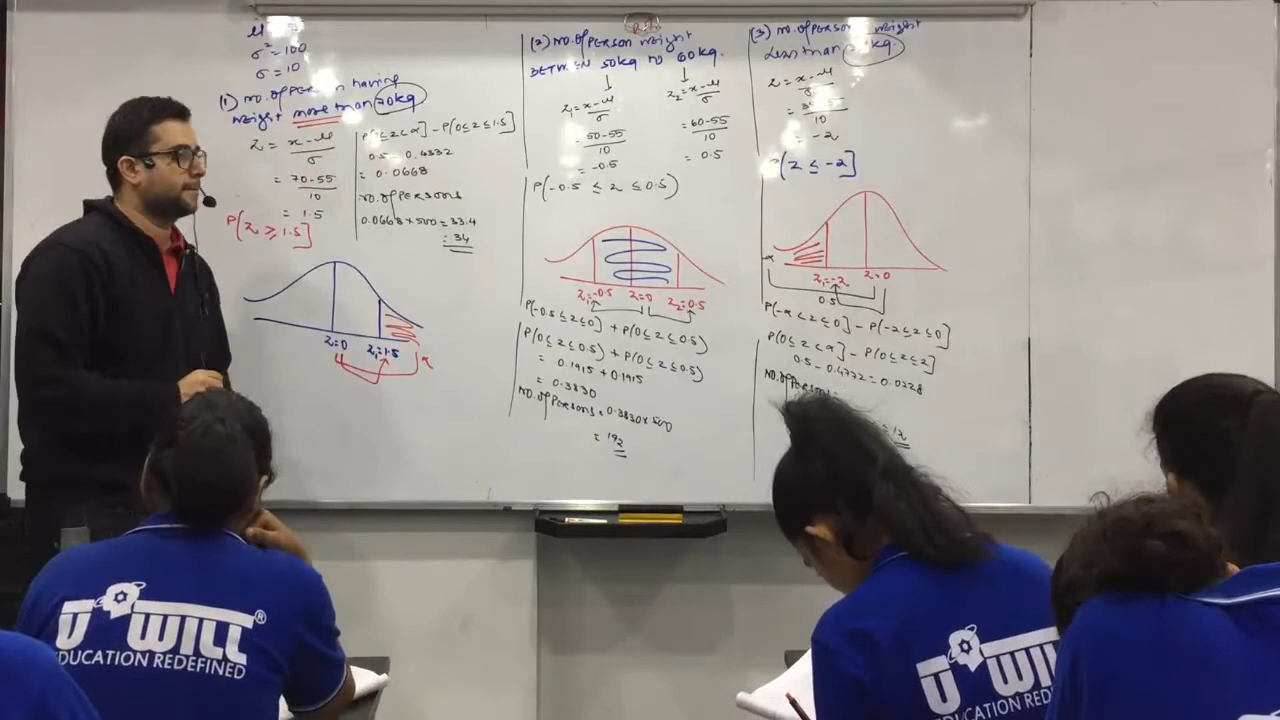 σ²=100
σ=10
(1) NO.OF PERSON having
weight more than 70kg
Z = x-μ/σ
= 70-55/10
= 1.5
P[Z ≥ 1.5]
P[0≤Z<α] - P(0≤Z≤1.5]
0.5 - 0.4332
= 0.0668
NO.OF PERSONS
0.0668×500=33.4
= 34
Z=0 Z₁=1.5
(2) NO.OF PERSON weight
BETWEEN 50kg TO 60kg.
Z₁=x-μ/σ
= 50-55/10
= -0.5
Z₂=x-μ/σ
=60-55/10
= 0.5
P(-0.5 ≤ Z ≤ 0.5)
Z₁=-0.5 Z=0 Z₂=0.5
P(-0.5≤Z≤0] + P(0≤Z≤0.5)
P(0≤Z≤0.5) + P(0≤Z≤0.5)
= 0.1915+0.1915
= 0.3830
NO.OF PERSONS=0.3830×500
= 192
(3) NO.OF PERSON weight
less than kg.
Z = x-μ/σ
10
= -2
[Z ≤ -2]
-α Z₁=-2 Z=0
0.5
P(-α<Z≤0] - P(-2≤Z≤0]
P(0≤Z<α] - P(0≤Z≤2]
0.5 - 0.4772=0.0228
NO.OF PERSONS=
= 12
U WILL®
EDUCATION REDEFINED
U WILL
EDUCATION REDE